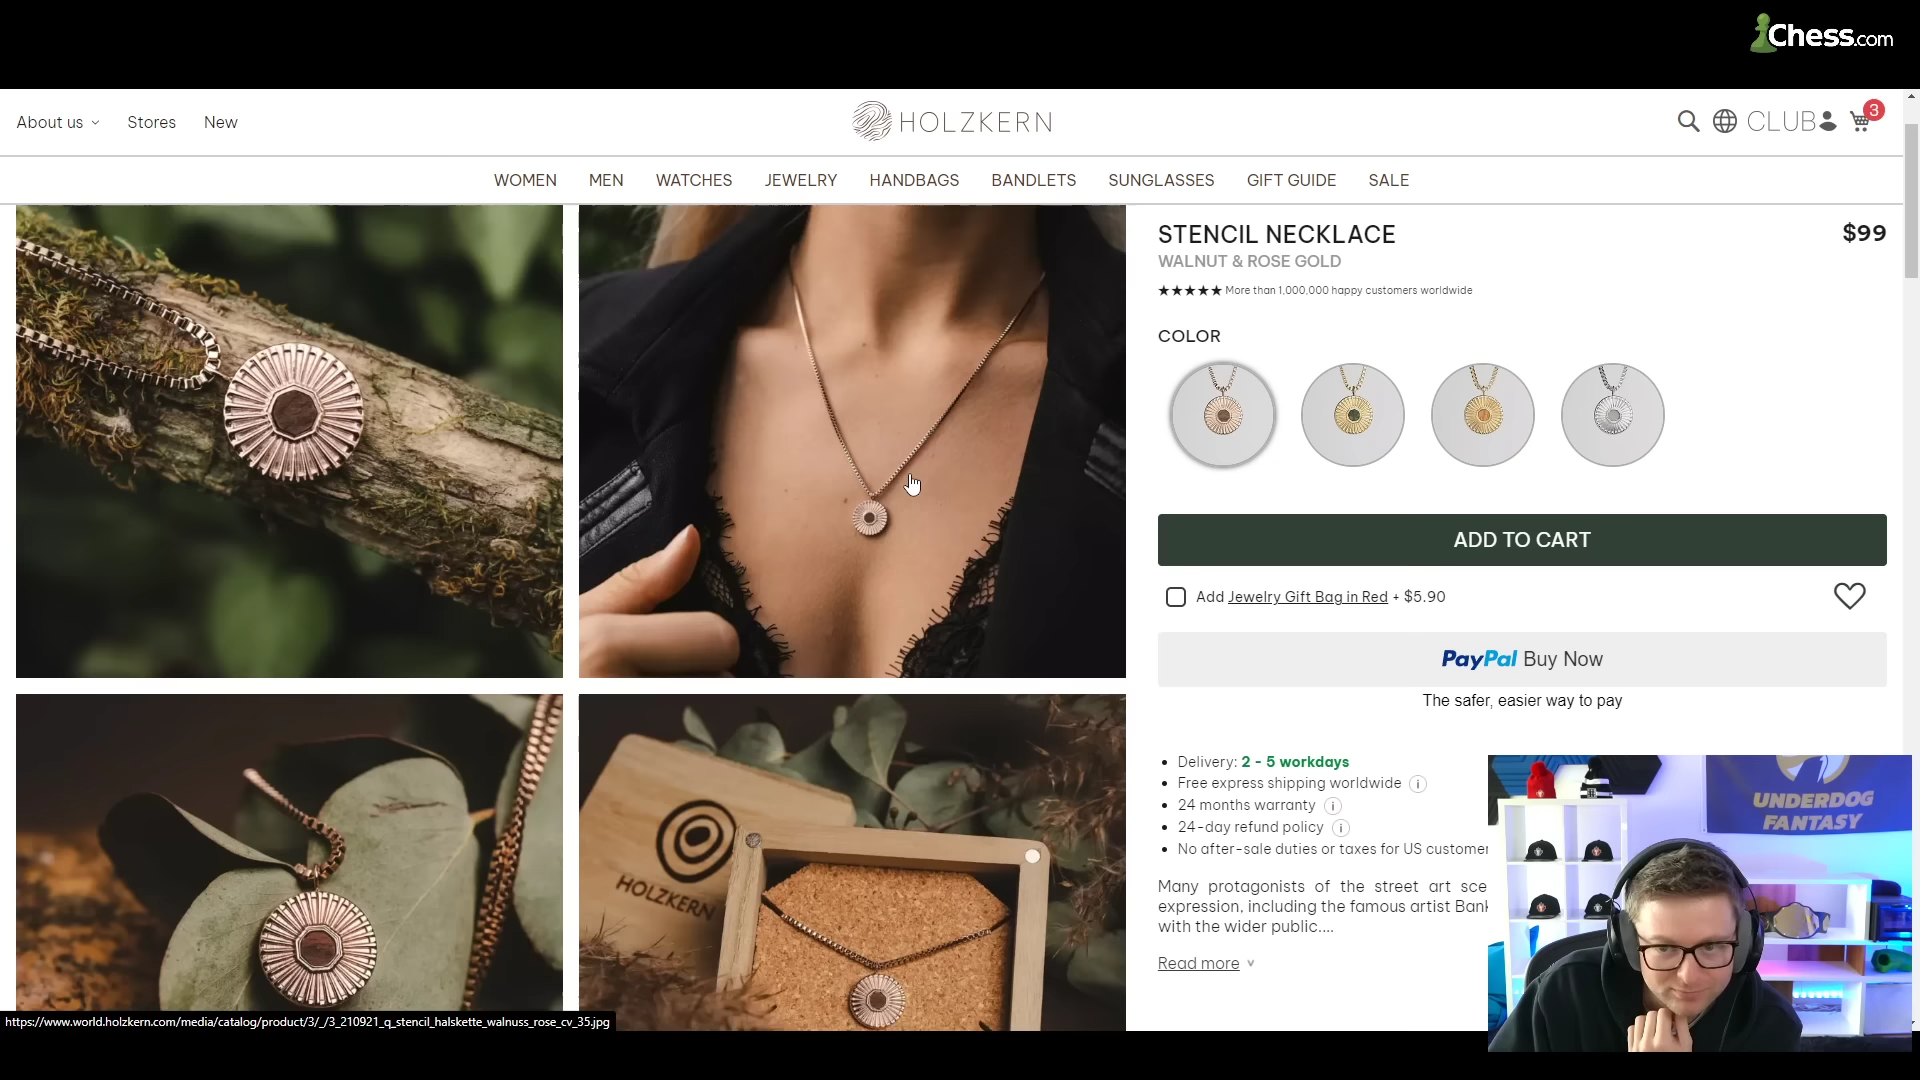 Chess.com
About us
Stores
New
HOLZKERN
CLUB
3
WOMEN
MEN
WATCHES
JEWELRY
HANDBAGS
BANDLETS
SUNGLASSES
GIFT GUIDE
SALE
STENCIL NECKLACE
$99
WALNUT & ROSE GOLD
★★★★★ More than 1,000,000 happy customers worldwide
COLOR
ADD TO CART
Add Jewelry Gift Bag in Red + $5.90
PayPal Buy Now
The safer, easier way to pay
• Delivery: 2 - 5 workdays
• Free express shipping worldwide i
• 24 months warranty i
• 24-day refund policy i
• No after-sale duties or taxes for US customer
Many protagonists of the street art sce
expression, including the famous artist Bank
with the wider public....
Read more
HOLZKERN
UNDERDOG
FANTASY
https://www.world.holzkern.com/media/catalog/product/3/_/3_210921_q_stencil_halskette_walnuss_rose_cv_35.jpg